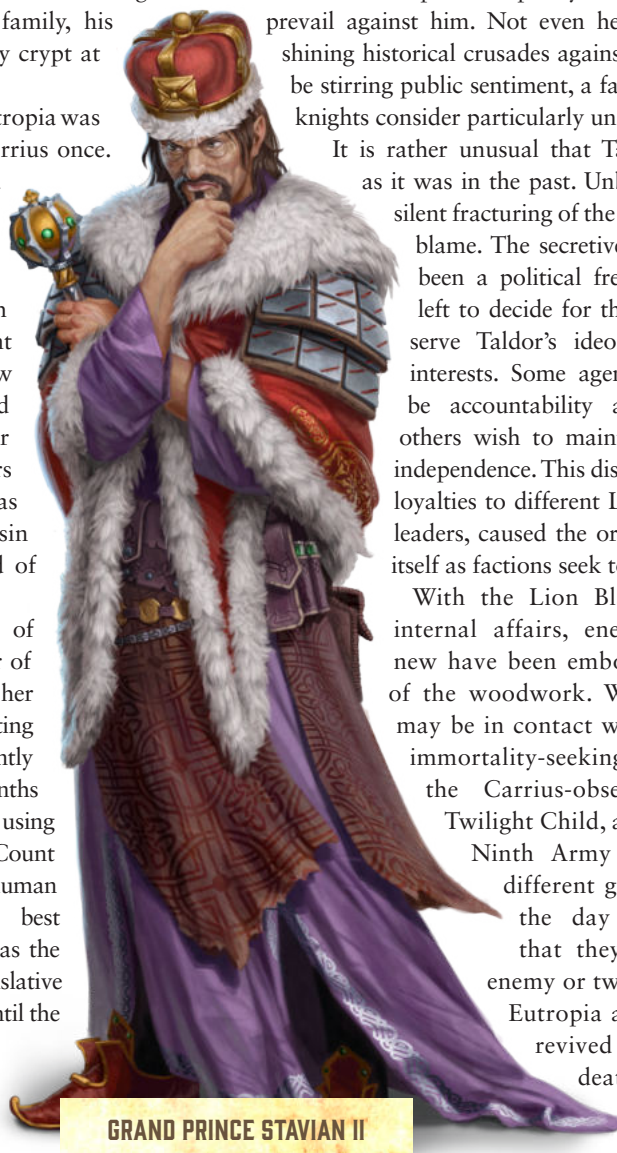 family, his
y crypt at
tropia was
rrius once.
n
nt
w
d
r
rs
as
sin
l of
of
r of
her
ting
ntly
nths
using
Count
uman
best
as the
slative
ntil the
prevail against him. Not even he
shining historical crusades agains
be stirring public sentiment, a fa
knights consider particularly un
It is rather unusual that Ta
as it was in the past. Unl
silent fracturing of the
blame. The secretive
been a political fre
left to decide for th
serve Taldor’s ideo
interests. Some agen
be accountability a
others wish to main
independence. This dis
loyalties to different L
leaders, caused the or
itself as factions seek to
With the Lion Bl
internal affairs, ene
new have been embo
of the woodwork. W
may be in contact w
immortality-seeking
the Carrius-obse
Twilight Child, a
Ninth Army
different g
the day
that they
enemy or tw
Eutropia a
revived
deat
GRAND PRINCE STAVIAN II